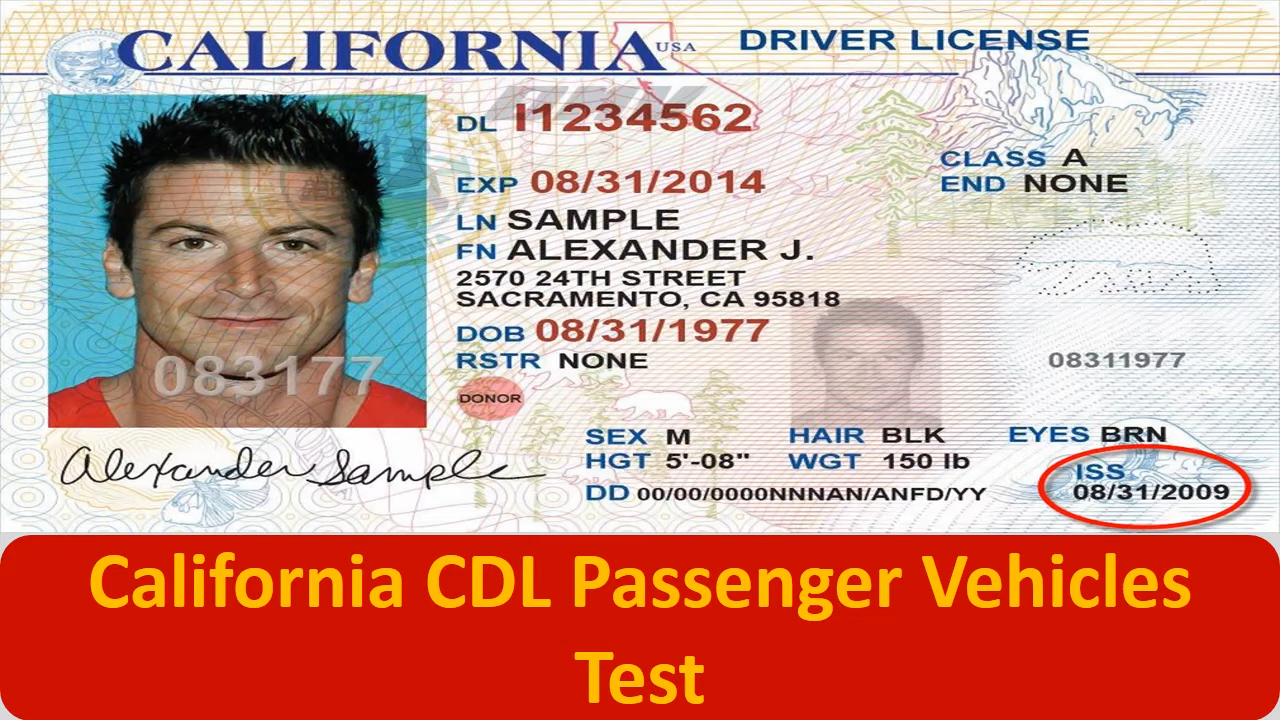 CALIFORNIA USA DRIVER LICENSE
DL I1234562
CLASS A
EXP 08/31/2014
END NONE
LN SAMPLE
FN ALEXANDER J.
2570 24TH STREET
SACRAMENTO, CA 95818
DOB 08/31/1977
RSTR NONE
08311977
083177
DONOR
SEX M HAIR BLK EYES BRN
HGT 5'-08" WGT 150 lb
ISS
08/31/2009
DD 00/00/0000NNNAN/ANFD/YY
Alexander Sample
California CDL Passenger Vehicles
Test